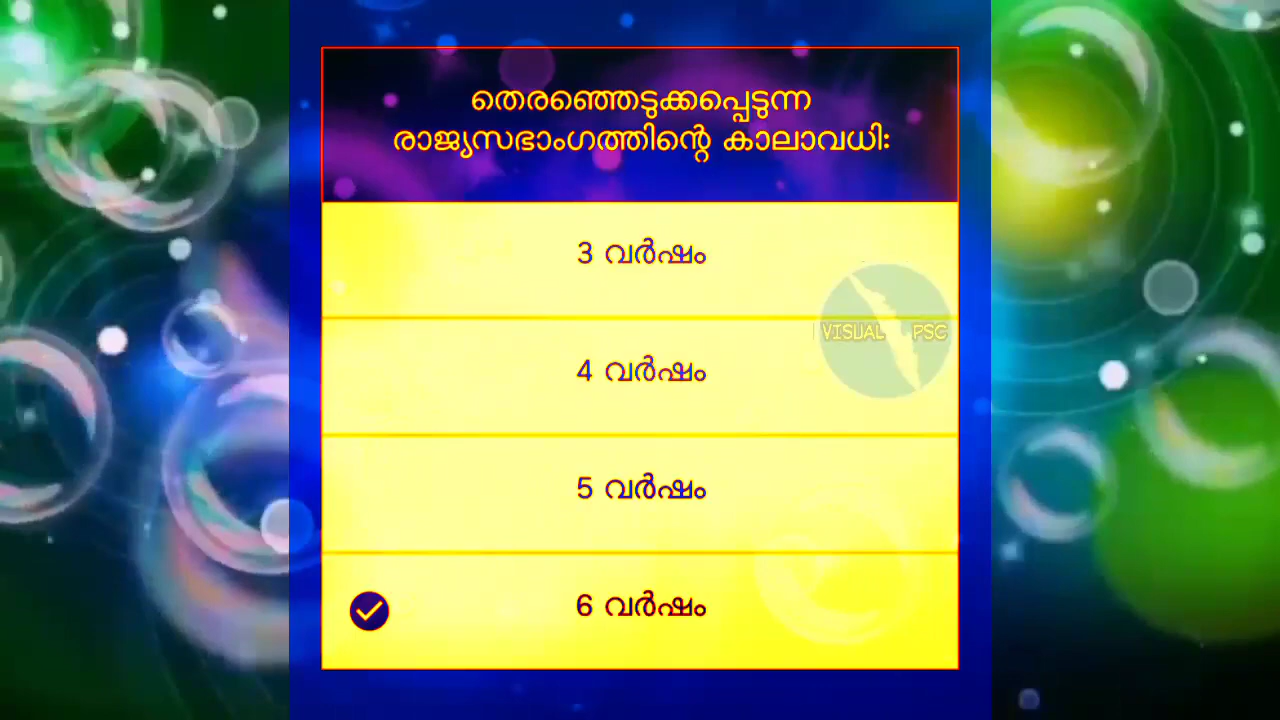 തെരഞ്ഞെടുക്കപ്പെടുന്ന
രാജ്യസഭാംഗത്തിന്റെ കാലാവധി:
3 വർഷം
VISUAL PSC
4 വർഷം
5 വർഷം
6 വർഷം